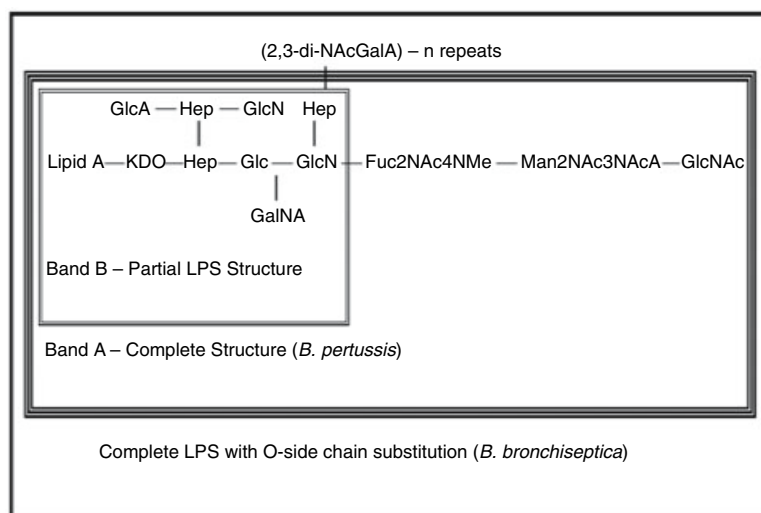 (2,3-di-NAcGalA) – n repeats
GlcA — Hep — GlcN Hep
Lipid A — KDO — Hep — Glc — GlcN — Fuc2NAc4NMe — Man2NAc3NAcA — GlcNAc
GalNA
Band B – Partial LPS Structure
Band A – Complete Structure (B. pertussis)
Complete LPS with O-side chain substitution (B. bronchiseptica)